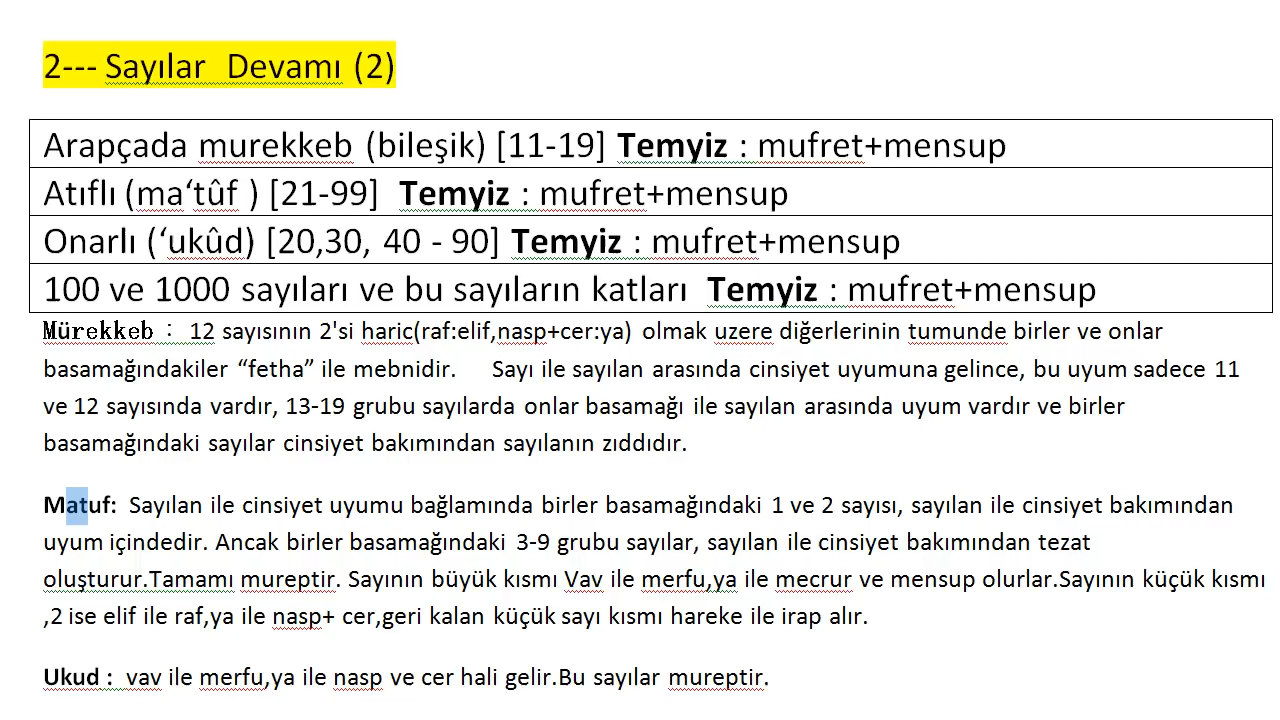 2--- Sayılar Devamı (2)
Arapçada murekkeb (bileşik) [11-19] Temyiz : mufret+mensup
Atıflı (ma‘tûf ) [21-99] Temyiz : mufret+mensup
Onarlı (‘ukûd) [20,30, 40 - 90] Temyiz : mufret+mensup
100 ve 1000 sayıları ve bu sayıların katları Temyiz : mufret+mensup
Mürekkeb : 12 sayısının 2'si haric(raf:elif,nasp+cer:ya) olmak uzere diğerlerinin tumunde birler ve onlar
basamağındakiler “fetha” ile mebnidir. Sayı ile sayılan arasında cinsiyet uyumuna gelince, bu uyum sadece 11
ve 12 sayısında vardır, 13-19 grubu sayılarda onlar basamağı ile sayılan arasında uyum vardır ve birler
basamağındaki sayılar cinsiyet bakımından sayılanın zıddıdır.
Matuf: Sayılan ile cinsiyet uyumu bağlamında birler basamağındaki 1 ve 2 sayısı, sayılan ile cinsiyet bakımından
uyum içindedir. Ancak birler basamağındaki 3-9 grubu sayılar, sayılan ile cinsiyet bakımından tezat
oluşturur.Tamamı mureptir. Sayının büyük kısmı Vav ile merfu,ya ile mecrur ve mensup olurlar.Sayının küçük kısmı
,2 ise elif ile raf,ya ile nasp+ cer,geri kalan küçük sayı kısmı hareke ile irap alır.
Ukud : vav ile merfu,ya ile nasp ve cer hali gelir.Bu sayılar mureptir.